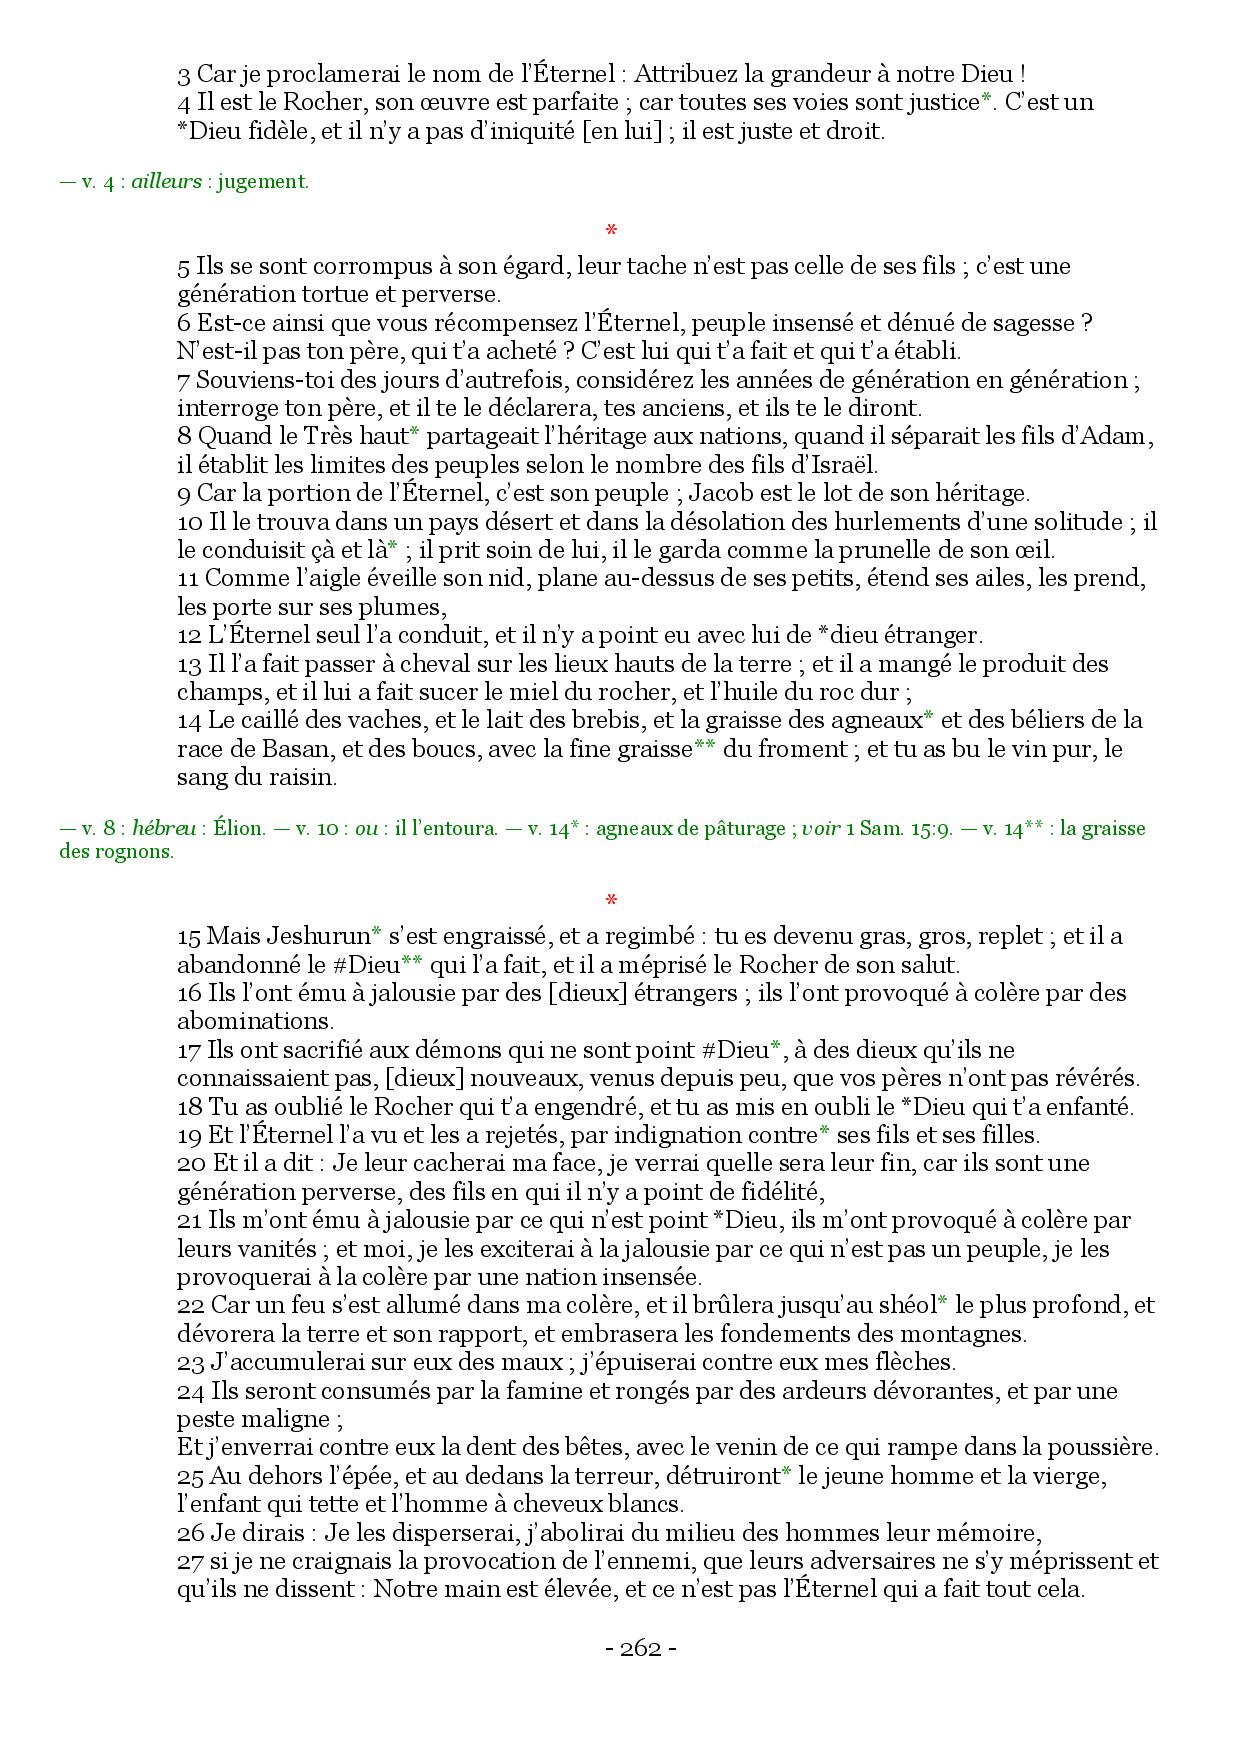 3 Car je proclamerai le nom de l’Éternel : Attribuez la grandeur à notre Dieu !
4 Il est le Rocher, son œuvre est parfaite ; car toutes ses voies sont justice*. C’est un
*Dieu fidèle, et il n’y a pas d’iniquité [en lui] ; il est juste et droit.
— v. 4 : ailleurs : jugement.
*
5 Ils se sont corrompus à son égard, leur tache n’est pas celle de ses fils ; c’est une
génération tortue et perverse.
6 Est-ce ainsi que vous récompensez l’Éternel, peuple insensé et dénué de sagesse ?
N’est-il pas ton père, qui t’a acheté ? C’est lui qui t’a fait et qui t’a établi.
7 Souviens-toi des jours d’autrefois, considérez les années de génération en génération ;
interroge ton père, et il te le déclarera, tes anciens, et ils te le diront.
8 Quand le Très haut* partageait l’héritage aux nations, quand il séparait les fils d’Adam,
il établit les limites des peuples selon le nombre des fils d’Israël.
9 Car la portion de l’Éternel, c’est son peuple ; Jacob est le lot de son héritage.
10 Il le trouva dans un pays désert et dans la désolation des hurlements d’une solitude ; il
le conduisit çà et là* ; il prit soin de lui, il le garda comme la prunelle de son œil.
11 Comme l’aigle éveille son nid, plane au-dessus de ses petits, étend ses ailes, les prend,
les porte sur ses plumes,
12 L’Éternel seul l’a conduit, et il n’y a point eu avec lui de *dieu étranger.
13 Il l’a fait passer à cheval sur les lieux hauts de la terre ; et il a mangé le produit des
champs, et il lui a fait sucer le miel du rocher, et l’huile du roc dur ;
14 Le caillé des vaches, et le lait des brebis, et la graisse des agneaux* et des béliers de la
race de Basan, et des boucs, avec la fine graisse** du froment ; et tu as bu le vin pur, le
sang du raisin.
— v. 8 : hébreu : Élion. — v. 10 : ou : il l’entoura. — v. 14* : agneaux de pâturage ; voir 1 Sam. 15:9. — v. 14** : la graisse
des rognons.
*
15 Mais Jeshurun* s’est engraissé, et a regimbé : tu es devenu gras, gros, replet ; et il a
abandonné le #Dieu** qui l’a fait, et il a méprisé le Rocher de son salut.
16 Ils l’ont ému à jalousie par des [dieux] étrangers ; ils l’ont provoqué à colère par des
abominations.
17 Ils ont sacrifié aux démons qui ne sont point #Dieu*, à des dieux qu’ils ne
connaissaient pas, [dieux] nouveaux, venus depuis peu, que vos pères n’ont pas révérés.
18 Tu as oublié le Rocher qui t’a engendré, et tu as mis en oubli le *Dieu qui t’a enfanté.
19 Et l’Éternel l’a vu et les a rejetés, par indignation contre* ses fils et ses filles.
20 Et il a dit : Je leur cacherai ma face, je verrai quelle sera leur fin, car ils sont une
génération perverse, des fils en qui il n’y a point de fidélité,
21 Ils m’ont ému à jalousie par ce qui n’est point *Dieu, ils m’ont provoqué à colère par
leurs vanités ; et moi, je les exciterai à la jalousie par ce qui n’est pas un peuple, je les
provoquerai à la colère par une nation insensée.
22 Car un feu s’est allumé dans ma colère, et il brûlera jusqu’au shéol* le plus profond, et
dévorera la terre et son rapport, et embrasera les fondements des montagnes.
23 J’accumulerai sur eux des maux ; j’épuiserai contre eux mes flèches.
24 Ils seront consumés par la famine et rongés par des ardeurs dévorantes, et par une
peste maligne ;
Et j’enverrai contre eux la dent des bêtes, avec le venin de ce qui rampe dans la poussière.
25 Au dehors l’épée, et au dedans la terreur, détruiront* le jeune homme et la vierge,
l’enfant qui tette et l’homme à cheveux blancs.
26 Je dirais : Je les disperserai, j’abolirai du milieu des hommes leur mémoire,
27 si je ne craignais la provocation de l’ennemi, que leurs adversaires ne s’y méprissent et
qu’ils ne dissent : Notre main est élevée, et ce n’est pas l’Éternel qui a fait tout cela.
- 262 -